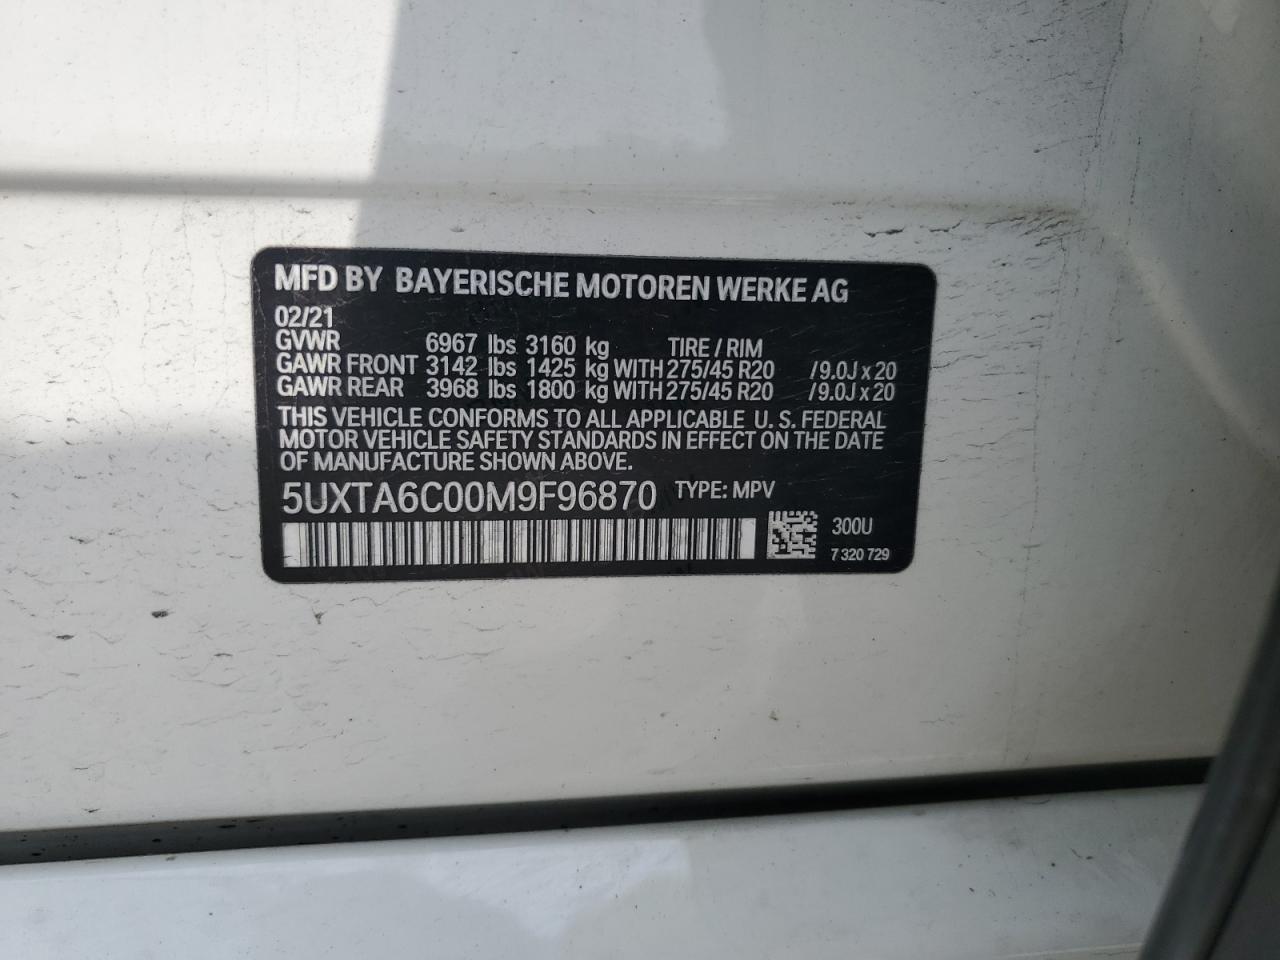 MFD BY BAYERISCHE MOTOREN WERKE AG
02/21
GVWR 6967 lbs 3160 kg TIRE / RIM
GAWR FRONT 3142 lbs 1425 kg WITH 275/45 R20 /9.0J x 20
GAWR REAR 3968 lbs 1800 kg WITH 275/45 R20 /9.0J x 20
THIS VEHICLE CONFORMS TO ALL APPLICABLE U. S. FEDERAL
MOTOR VEHICLE SAFETY STANDARDS IN EFFECT ON THE DATE
OF MANUFACTURE SHOWN ABOVE.
5UXTA6C00M9F96870 TYPE: MPV
300U
7 320 729